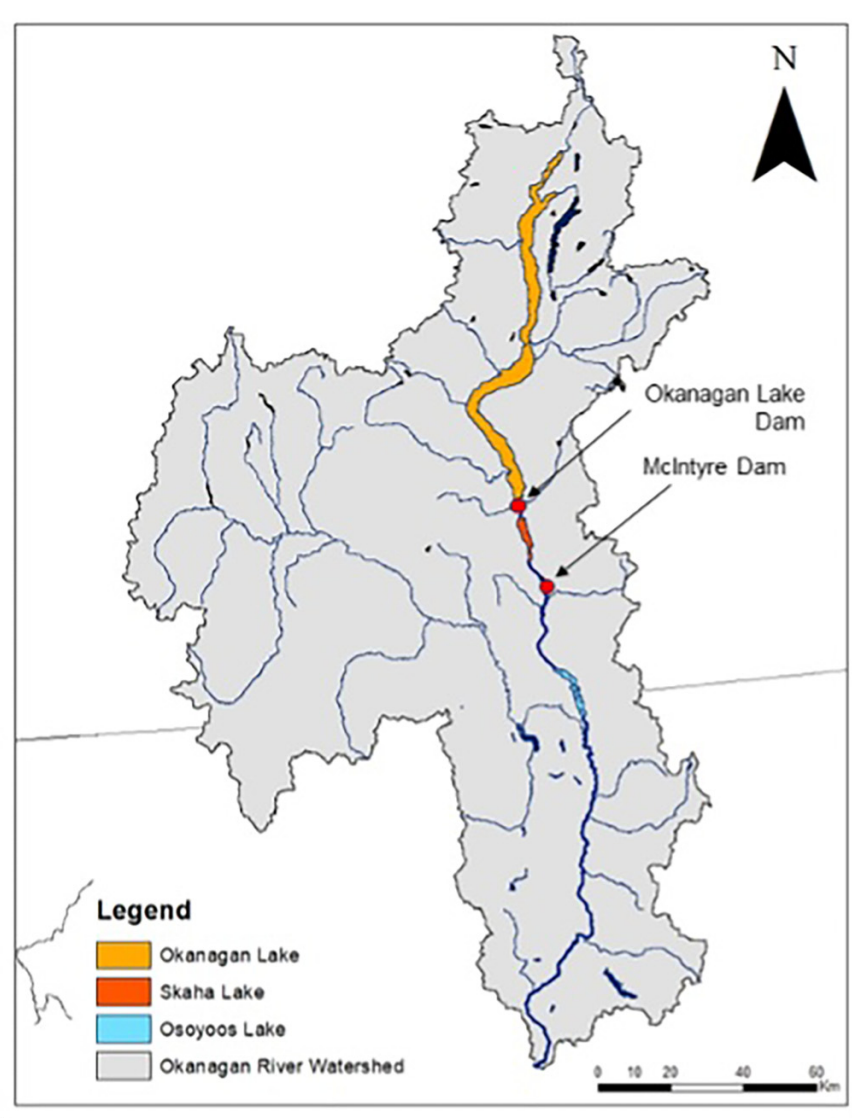 N
Okanagan Lake
Dam
McIntyre Dam
Legend
Okanagan Lake
Skaha Lake
Osoyoos Lake
Okanagan River Watershed
0 10 20 40 60
Km